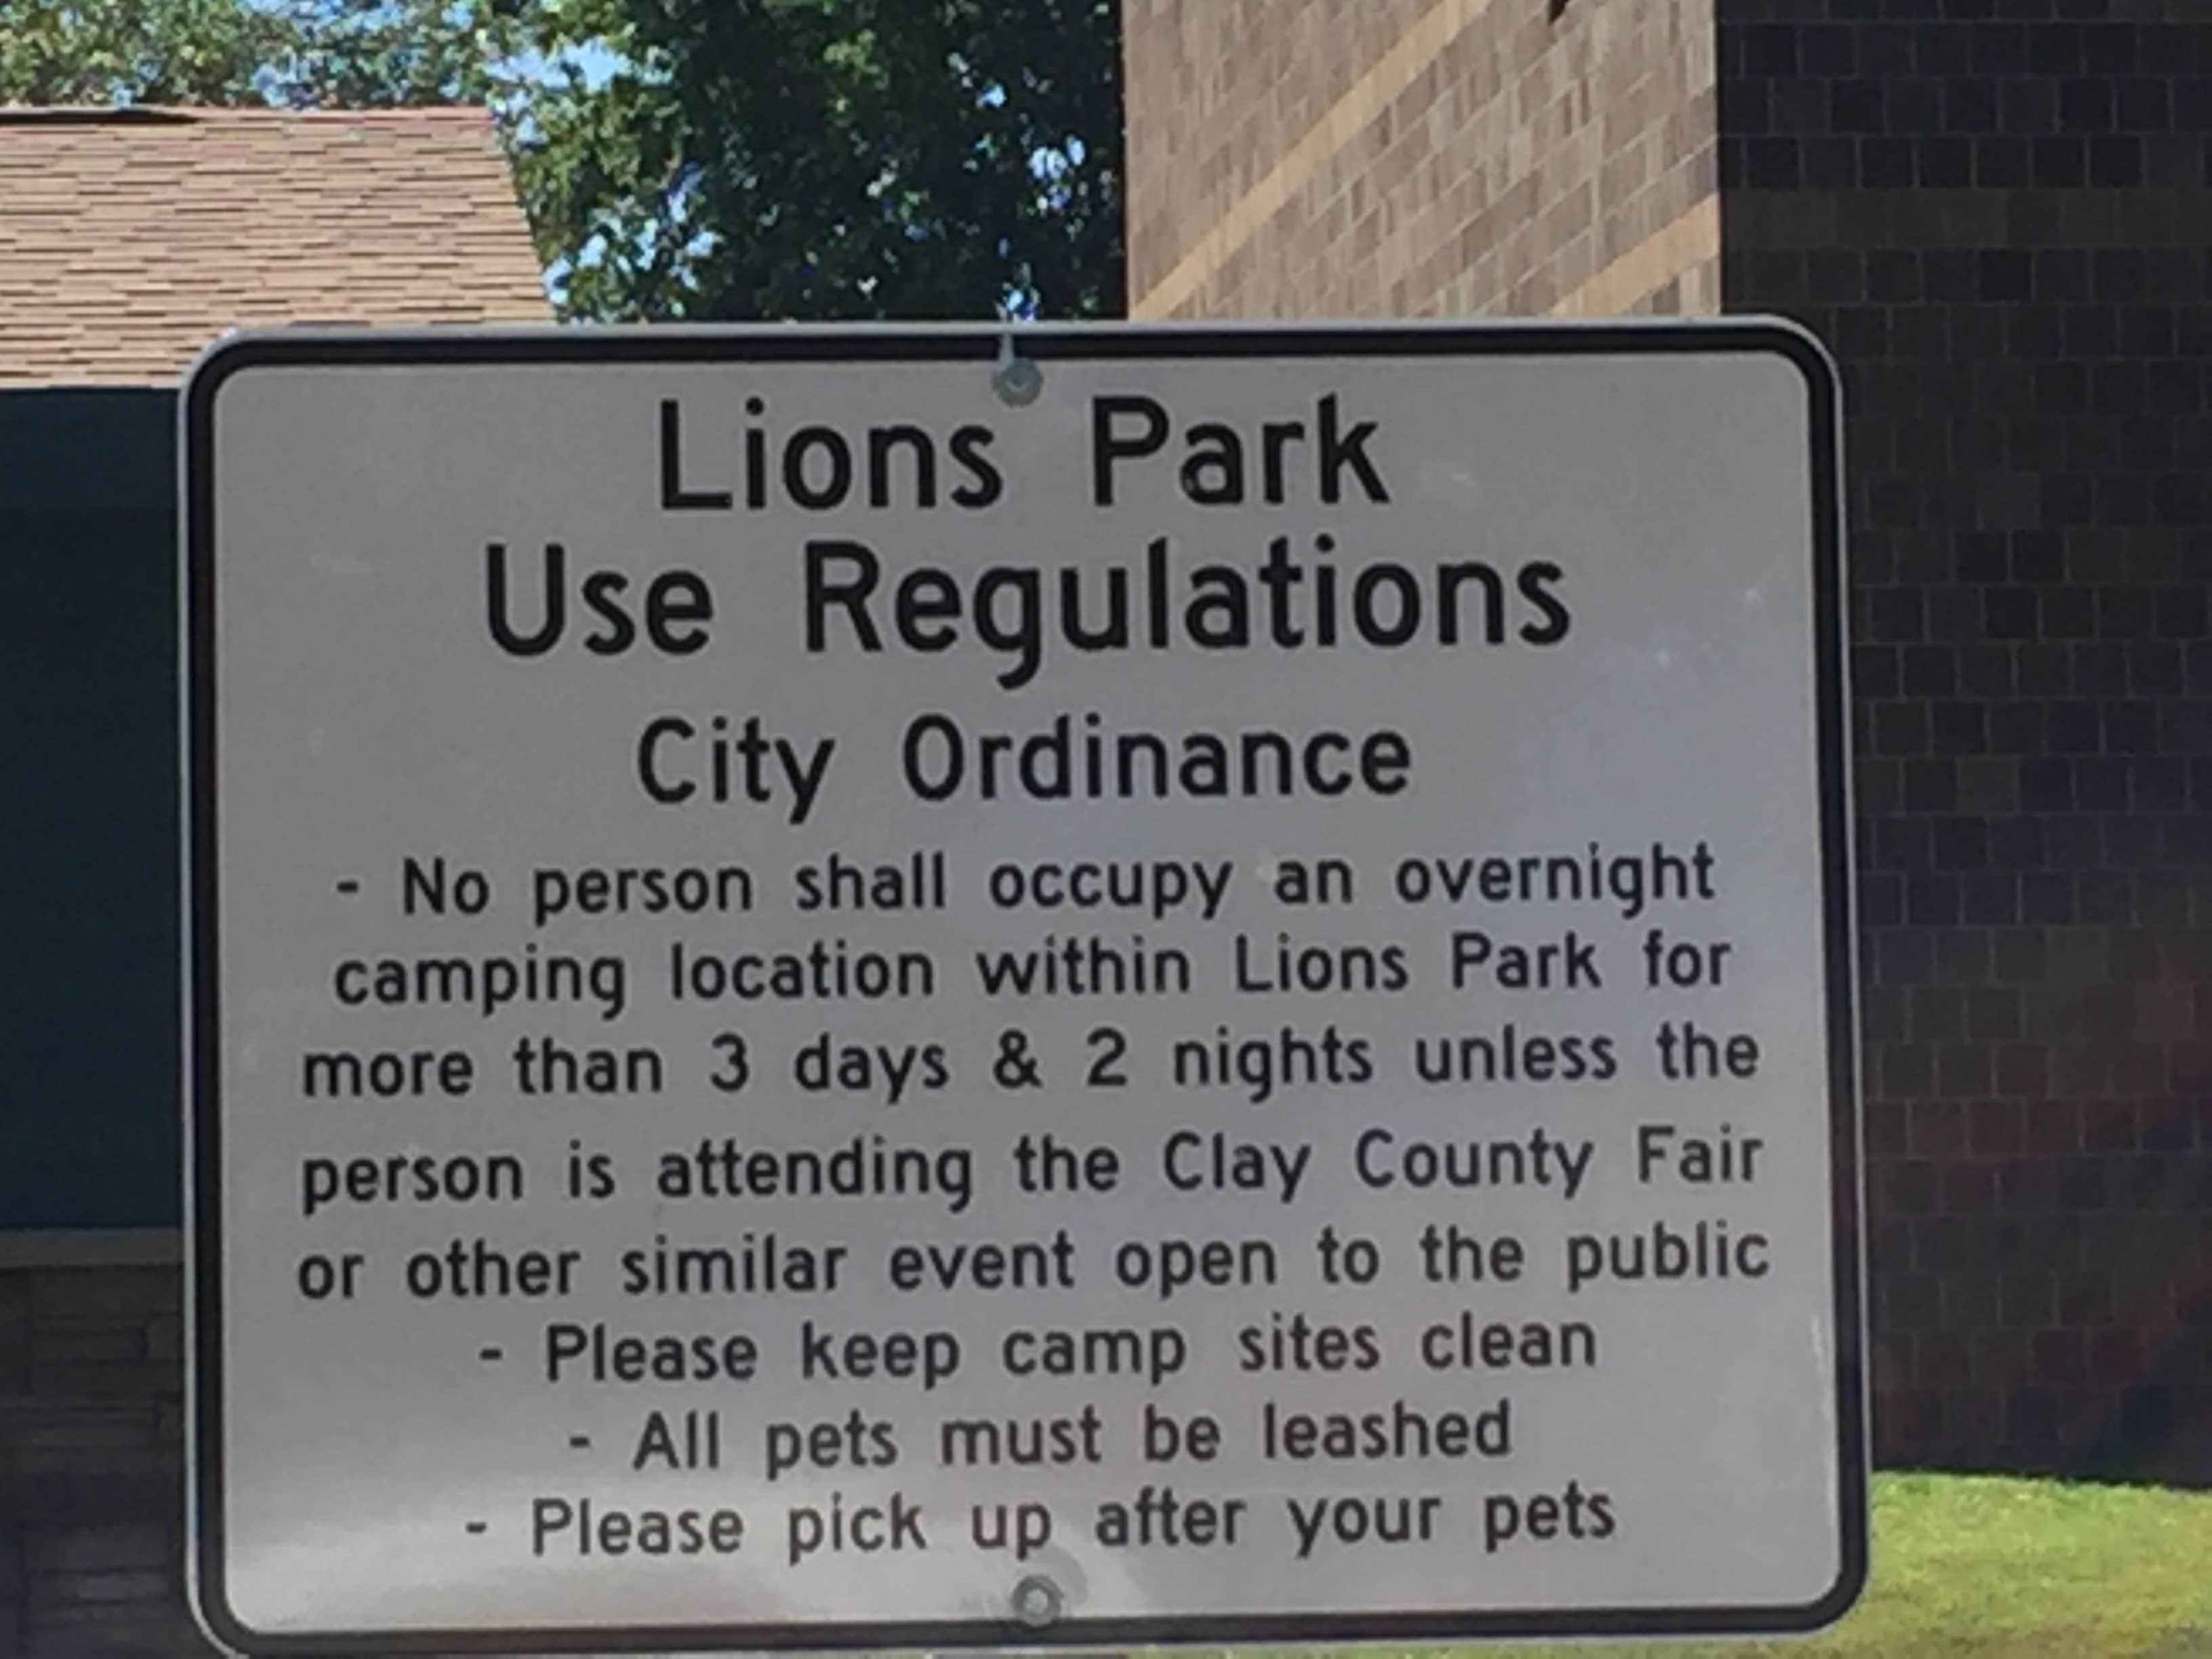 Lions Park
Use Regulations
City Ordinance
- No person shall occupy an overnight
camping location within Lions Park for
more than 3 days & 2 nights unless the
person is attending the Clay County Fair
or other similar event open to the public
- Please keep camp sites clean
- All pets must be leashed
- Please pick up after your pets